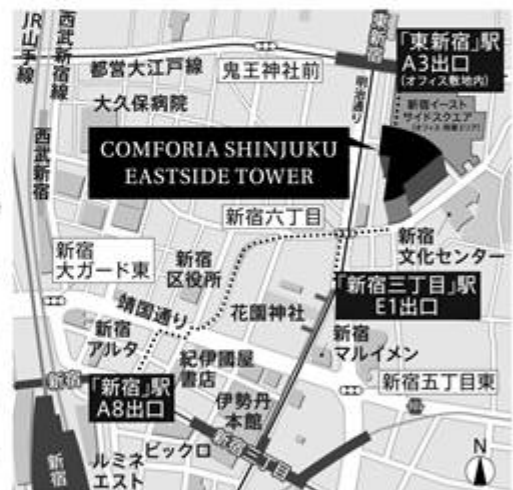 JR山手線
西武新宿線
都営大江戸線
鬼王神社前
東新宿
明治通り
「東新宿」駅
A3出口
(オフィス敷地内)
大久保病院
新宿イースト
サイドスクエア
西武新宿
COMFORIA SHINJUKU
EASTSIDE TOWER
新宿六丁目
新宿
文化センター
新宿
大ガード東
新宿
区役所
「新宿三丁目」駅
E1出口
靖国通り
花園神社
新宿
アルタ
紀伊國屋
書店
新宿
マルイメン
新宿五丁目東
新宿
「新宿」駅
A8出口
伊勢丹
本館
新宿三丁目
ビックロ
新宿
ルミネ
エスト
N